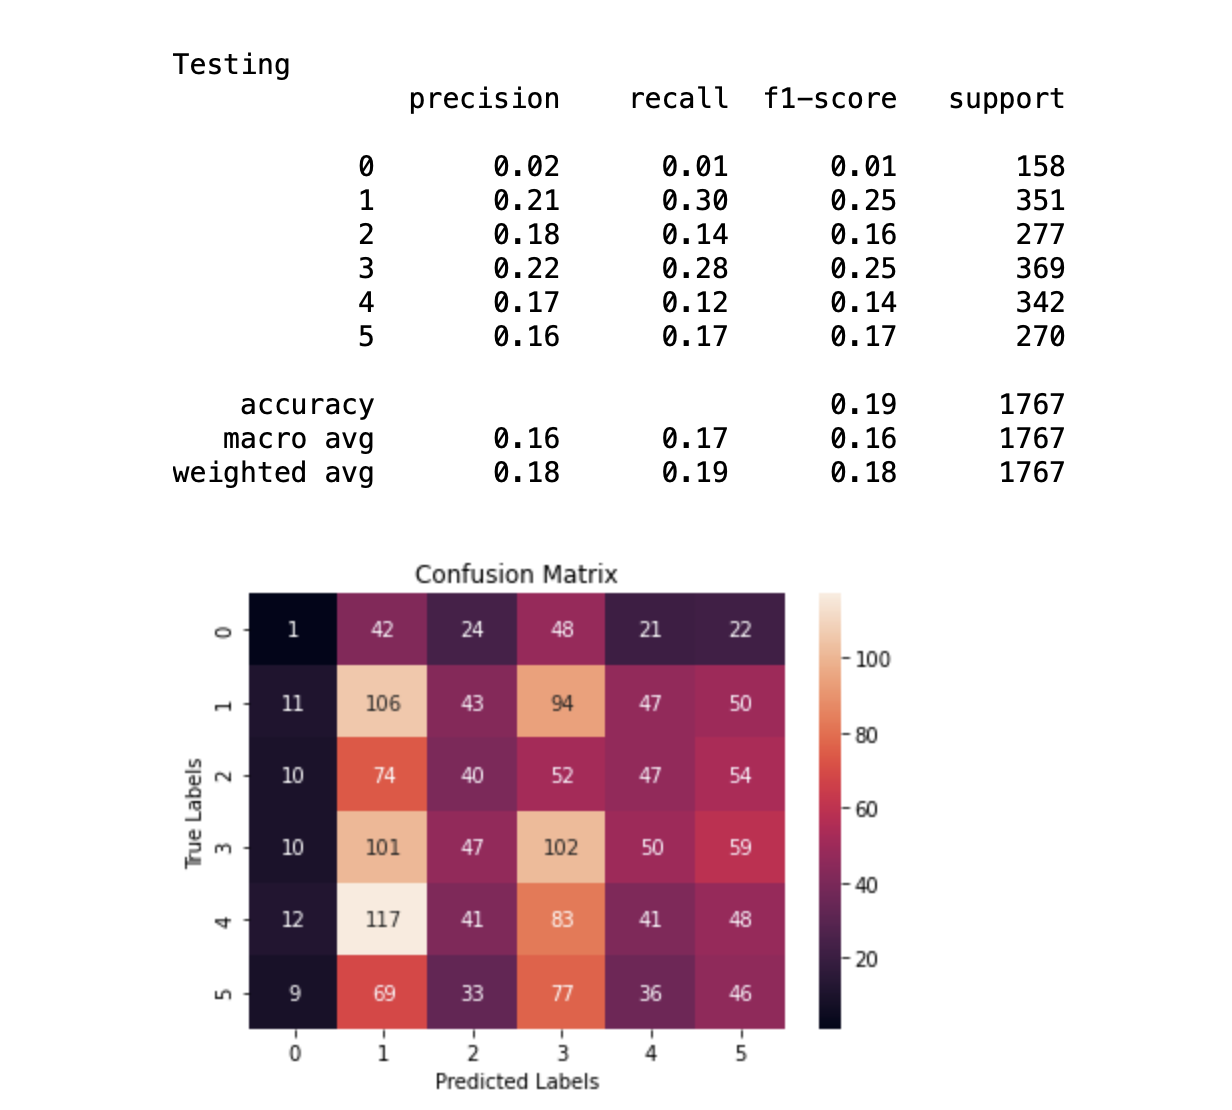 Testing
precision recall f1-score support
0 0.02 0.01 0.01 158
1 0.21 0.30 0.25 351
2 0.18 0.14 0.16 277
3 0.22 0.28 0.25 369
4 0.17 0.12 0.14 342
5 0.16 0.17 0.17 270
accuracy 0.19 1767
macro avg 0.16 0.17 0.16 1767
weighted avg 0.18 0.19 0.18 1767
Confusion Matrix
0 1 42 24 48 21 22
1 11 106 43 94 47 50
2 10 74 40 52 47 54
3 10 101 47 102 50 59
4 12 117 41 83 41 48
5 9 69 33 77 36 46
0 1 2 3 4 5
True Labels
Predicted Labels
100
80
60
40
20